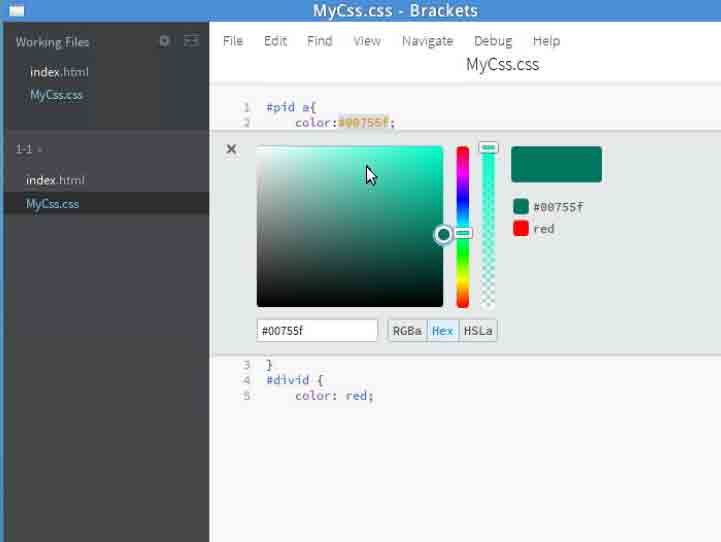 MyCss.css - Brackets
Working Files
index.html
MyCss.css
1-1
index.html
MyCss.css
File Edit Find View Navigate Debug Help
MyCss.css
1 #pid a{
2 color:#00755f;
#00755f
red
#00755f RGBa Hex HSLa
3 }
4 #divid {
5 color: red;